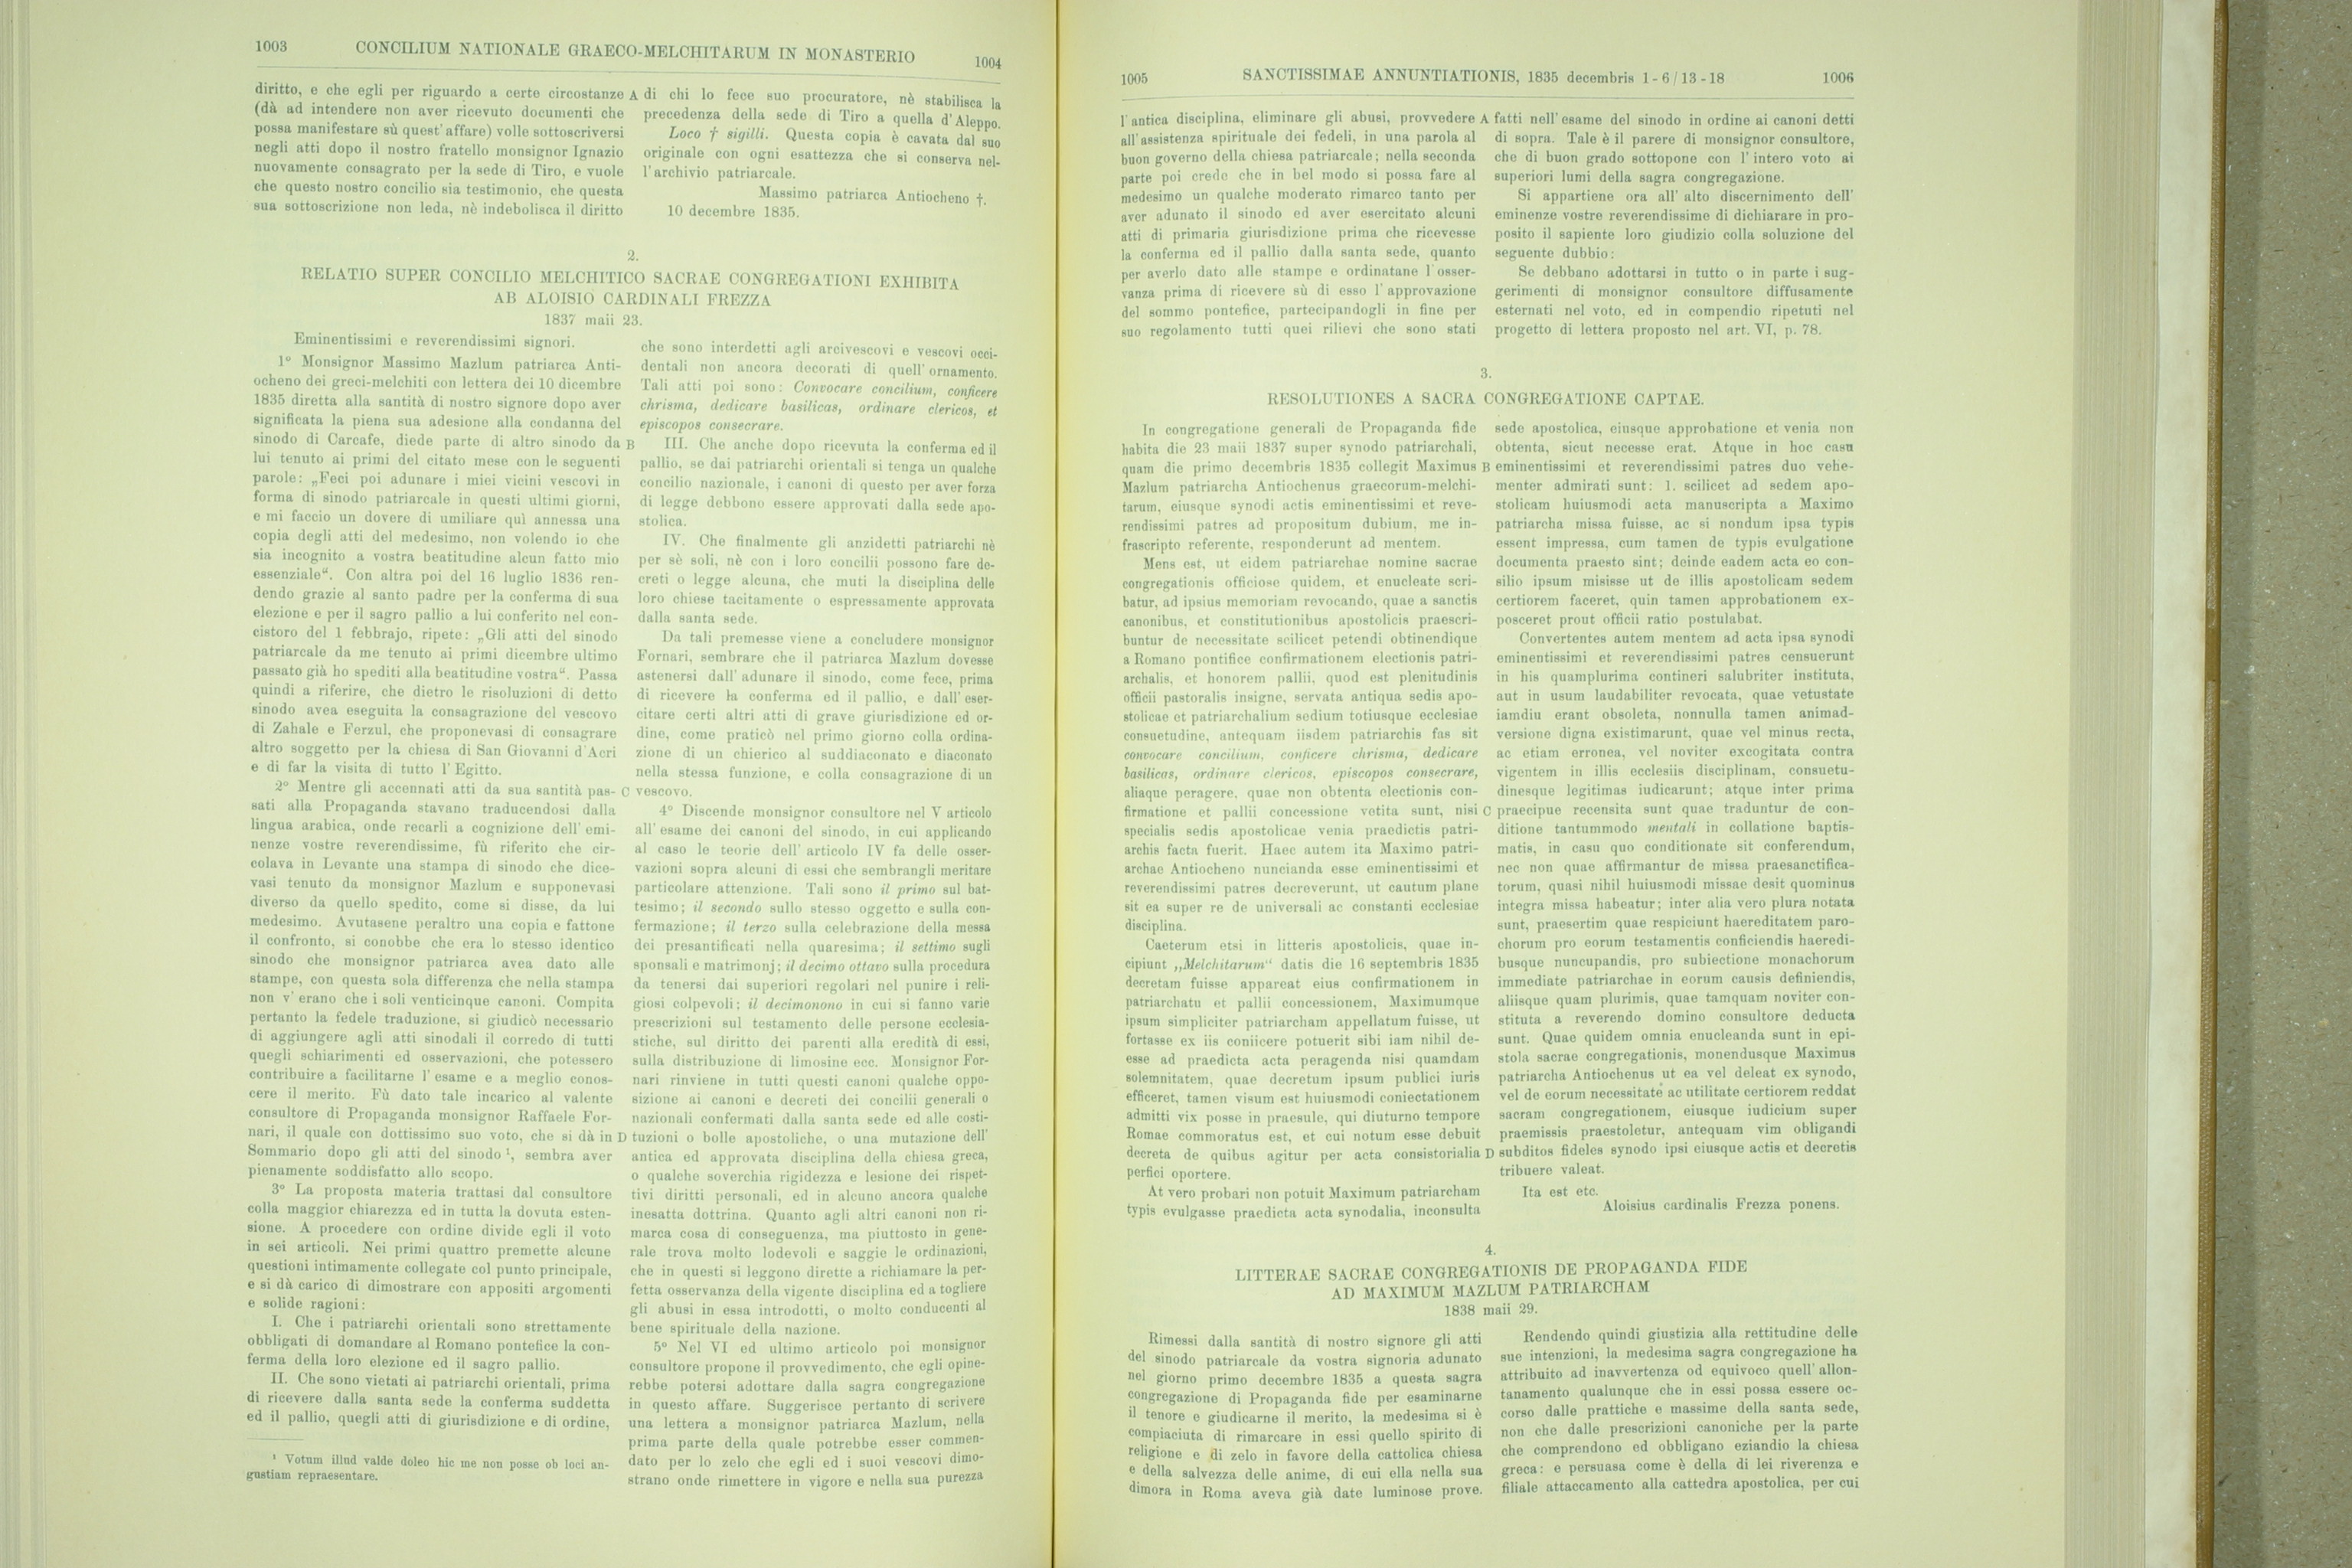 1003
CONCILIUM NATIONALE GRAECO-MELCHITARUM IN MONASTERIO
1004
diritto, e che egli per riguardo a certe circostanze
(dà ad intendere non aver ricevuto documenti che
possa manifestare sù quest' affare) volle sottoscriversi
negli atti dopo il nostro fratello monsignor Ignazio
nuovamente consagrato per la sede di Tiro, e vuole
che questo nostro concilio sia testimonio, che questa
sua sottoscrizione non leda, nè indebolisca il diritto
A
di chi lo fece suo procuratore, nè stabilisca la
precedenza della sede di Tiro a quella d'Aleppo.
Loco † sigilli. Questa copia è cavata dal suo
originale con ogni esattezza che si conserva nel-
l'archivio patriarcale.
Massimo patriarca Antiocheno †.
10 decembre 1835.
2.
RELATIO SUPER CONCILIO MELCHITICO SACRAE CONGREGATIONI EXHIBITA
AB ALOISIO CARDINALI FREZZA
1837 maii 23.
Eminentissimi e reverendissimi signori.
1° Monsignor Massimo Mazlum patriarca Anti-
ocheno dei greci-melchiti con lettera dei 10 dicembre
1835 diretta alla santità di nostro signore dopo aver
significata la piena sua adesione alla condanna del
sinodo di Carcafe, diede parte di altro sinodo da
lui tenuto ai primi del citato mese con le seguenti
parole: „Feci poi adunare i miei vicini vescovi in
forma di sinodo patriarcale in questi ultimi giorni,
e mi faccio un dovere di umiliare quì annessa una
copia degli atti del medesimo, non volendo io che
sia incognito a vostra beatitudine alcun fatto mio
essenziale“. Con altra poi del 16 luglio 1836 ren-
dendo grazie al santo padre per la conferma di sua
elezione e per il sagro pallio a lui conferito nel con-
cistoro del 1 febbrajo, ripete: „Gli atti del sinodo
patriarcale da me tenuto ai primi dicembre ultimo
passato già ho spediti alla beatitudine vostra“. Passa
quindi a riferire, che dietro le risoluzioni di detto
sinodo avea eseguita la consagrazione del vescovo
di Zahale e Ferzul, che proponevasi di consagrare
altro soggetto per la chiesa di San Giovanni d'Acri
e di far la visita di tutto l' Egitto.
2° Mentre gli accennati atti da sua santità pas-
sati alla Propaganda stavano traducendosi dalla
lingua arabica, onde recarli a cognizione dell' emi-
nenze vostre reverendissime, fù riferito che cir-
colava in Levante una stampa di sinodo che dice-
vasi tenuto da monsignor Mazlum e supponevasi
diverso da quello spedito, come si disse, da lui
medesimo. Avutasene peraltro una copia e fattone
il confronto, si conobbe che era lo stesso identico
sinodo che monsignor patriarca avea dato alle
stampe, con questa sola differenza che nella stampa
non v' erano che i soli venticinque canoni. Compita
pertanto la fedele traduzione, si giudicò necessario
di aggiungere agli atti sinodali il corredo di tutti
quegli schiarimenti ed osservazioni, che potessero
contribuire a facilitarne l' esame e a meglio conos-
cere il merito. Fù dato tale incarico al valente
consultore di Propaganda monsignor Raffaele For-
nari, il quale con dottissimo suo voto, che si dà in
Sommario dopo gli atti del sinodo ¹, sembra aver
pienamente soddisfatto allo scopo.
3° La proposta materia trattasi dal consultore
colla maggior chiarezza ed in tutta la dovuta esten-
sione. A procedere con ordine divide egli il voto
in sei articoli. Nei primi quattro premette alcune
questioni intimamente collegate col punto principale,
e si dà carico di dimostrare con appositi argomenti
e solide ragioni:
I. Che i patriarchi orientali sono strettamente
obbligati di domandare al Romano pontefice la con-
ferma della loro elezione ed il sagro pallio.
II. Che sono vietati ai patriarchi orientali, prima
di ricevere dalla santa sede la conferma suddetta
ed il pallio, quegli atti di giurisdizione e di ordine,
¹ Votum illud valde doleo hic me non posse ob loci an-
gustiam repraesentare.
B
C
D
che sono interdetti agli arcivescovi e vescovi occi-
dentali non ancora decorati di quell' ornamento.
Tali atti poi sono: Convocare concilium, conficere
chrisma, dedicare basilicas, ordinare clericos, et
episcopos consecrare.
III. Che anche dopo ricevuta la conferma ed il
pallio, se dai patriarchi orientali si tenga un qualche
concilio nazionale, i canoni di questo per aver forza
di legge debbono essere approvati dalla sede apo-
stolica.
IV. Che finalmente gli anzidetti patriarchi nè
per sè soli, nè con i loro concilii possono fare de-
creti o legge alcuna, che muti la disciplina delle
loro chiese tacitamente o espressamente approvata
dalla santa sede.
Da tali premesse viene a concludere monsignor
Fornari, sembrare che il patriarca Mazlum dovesse
astenersi dall' adunare il sinodo, come fece, prima
di ricevere la conferma ed il pallio, e dall' eser-
citare certi altri atti di grave giurisdizione ed or-
dine, come praticò nel primo giorno colla ordina-
zione di un chierico al suddiaconato e diaconato
nella stessa funzione, e colla consagrazione di un
vescovo.
4° Discende monsignor consultore nel V articolo
all' esame dei canoni del sinodo, in cui applicando
al caso le teorie dell' articolo IV fa delle osser-
vazioni sopra alcuni di essi che sembrangli meritare
particolare attenzione. Tali sono il primo sul bat-
tesimo; il secondo sullo stesso oggetto e sulla con-
fermazione; il terzo sulla celebrazione della messa
dei presantificati nella quaresima; il settimo sugli
sponsali e matrimonj; il decimo ottavo sulla procedura
da tenersi dai superiori regolari nel punire i reli-
giosi colpevoli; il decimonono in cui si fanno varie
prescrizioni sul testamento delle persone ecclesia-
stiche, sul diritto dei parenti alla eredità di essi,
sulla distribuzione di limosine ecc. Monsignor For-
nari rinviene in tutti questi canoni qualche oppo-
sizione ai canoni e decreti dei concilii generali o
nazionali confermati dalla santa sede ed alle costi-
tuzioni o bolle apostoliche, o una mutazione dell'
antica ed approvata disciplina della chiesa greca,
o qualche soverchia rigidezza e lesione dei rispet-
tivi diritti personali, ed in alcuno ancora qualche
inesatta dottrina. Quanto agli altri canoni non ri-
marca cosa di conseguenza, ma piuttosto in gene-
rale trova molto lodevoli e saggie le ordinazioni,
che in questi si leggono dirette a richiamare la per-
fetta osservanza della vigente disciplina ed a togliere
gli abusi in essa introdotti, o molto conducenti al
bene spirituale della nazione.
5° Nel VI ed ultimo articolo poi monsignor
consultore propone il provvedimento, che egli opine-
rebbe potersi adottare dalla sagra congregazione
in questo affare. Suggerisce pertanto di scrivere
una lettera a monsignor patriarca Mazlum, nella
prima parte della quale potrebbe esser commen-
dato per lo zelo che egli ed i suoi vescovi dimo-
strano onde rimettere in vigore e nella sua purezza
1005
SANCTISSIMAE ANNUNTIATIONIS, 1835 decembris 1 - 6 / 13 - 18
1006
l'antica disciplina, eliminare gli abusi, provvedere
all'assistenza spirituale dei fedeli, in una parola al
buon governo della chiesa patriarcale; nella seconda
parte poi crede che in bel modo si possa fare al
medesimo un qualche moderato rimarco tanto per
aver adunato il sinodo ed aver esercitato alcuni
atti di primaria giurisdizione prima che ricevesse
la conferma ed il pallio dalla santa sede, quanto
per averlo dato alle stampe e ordinatane l'osser-
vanza prima di ricevere sù di esso l' approvazione
del sommo pontefice, partecipandogli in fine per
suo regolamento tutti quei rilievi che sono stati
A
fatti nell' esame del sinodo in ordine ai canoni detti
di sopra. Tale è il parere di monsignor consultore,
che di buon grado sottopone con l' intero voto ai
superiori lumi della sagra congregazione.
Si appartiene ora all' alto discernimento dell'
eminenze vostre reverendissime di dichiarare in pro-
posito il sapiente loro giudizio colla soluzione del
seguente dubbio:
Se debbano adottarsi in tutto o in parte i sug-
gerimenti di monsignor consultore diffusamente
esternati nel voto, ed in compendio ripetuti nel
progetto di lettera proposto nel art. VI, p. 78.
3.
RESOLUTIONES A SACRA CONGREGATIONE CAPTAE.
In congregatione generali de Propaganda fide
habita die 23 maii 1837 super synodo patriarchali,
quam die primo decembris 1835 collegit Maximus
Mazlum patriarcha Antiochenus graecorum-melchi-
tarum, eiusque synodi actis eminentissimi et reve-
rendissimi patres ad propositum dubium, me in-
frascripto referente, responderunt ad mentem.
Mens est, ut eidem patriarchae nomine sacrae
congregationis officiose quidem, et enucleate scri-
batur, ad ipsius memoriam revocando, quae a sanctis
canonibus, et constitutionibus apostolicis praescri-
buntur de necessitate scilicet petendi obtinendique
a Romano pontifice confirmationem electionis patri-
archalis, et honorem pallii, quod est plenitudinis
officii pastoralis insigne, servata antiqua sedis apo-
stolicae et patriarchalium sedium totiusque ecclesiae
consuetudine, antequam iisdem patriarchis fas sit
convocare concilium, conficere chrisma, dedicare
basilicas, ordinare clericos, episcopos consecrare,
aliaque peragere, quae non obtenta electionis con-
firmatione et pallii concessione vetita sunt, nisi
specialis sedis apostolicae venia praedictis patri-
archis facta fuerit. Haec autem ita Maximo patri-
archae Antiocheno nuncianda esse eminentissimi et
reverendissimi patres decreverunt, ut cautum plane
sit ea super re de universali ac constanti ecclesiae
disciplina.
Caeterum etsi in litteris apostolicis, quae in-
cipiunt „Melchitarum“ datis die 16 septembris 1835
decretam fuisse appareat eius confirmationem in
patriarchatu et pallii concessionem, Maximumque
ipsum simpliciter patriarcham appellatum fuisse, ut
fortasse ex iis coniicere potuerit sibi iam nihil de-
esse ad praedicta acta peragenda nisi quamdam
solemnitatem, quae decretum ipsum publici iuris
efficeret, tamen visum est huiusmodi coniectationem
admitti vix posse in praesule, qui diuturno tempore
Romae commoratus est, et cui notum esse debuit
decreta de quibus agitur per acta consistorialia
perfici oportere.
At vero probari non potuit Maximum patriarcham
typis evulgasse praedicta acta synodalia, inconsulta
B
C
D
sede apostolica, eiusque approbatione et venia non
obtenta, sicut necesse erat. Atque in hoc casu
eminentissimi et reverendissimi patres duo vehe-
menter admirati sunt: 1. scilicet ad sedem apo-
stolicam huiusmodi acta manuscripta a Maximo
patriarcha missa fuisse, ac si nondum ipsa typis
essent impressa, cum tamen de typis evulgatione
documenta praesto sint; deinde eadem acta eo con-
silio ipsum misisse ut de illis apostolicam sedem
certiorem faceret, quin tamen approbationem ex-
posceret prout officii ratio postulabat.
Convertentes autem mentem ad acta ipsa synodi
eminentissimi et reverendissimi patres censuerunt
in his quamplurima contineri salubriter instituta,
aut in usum laudabiliter revocata, quae vetustate
iamdiu erant obsoleta, nonnulla tamen animad-
versione digna existimarunt, quae vel minus recta,
ac etiam erronea, vel noviter excogitata contra
vigentem in illis ecclesiis disciplinam, consuetu-
dinesque legitimas iudicarunt; atque inter prima
praecipue recensita sunt quae traduntur de con-
ditione tantummodo mentali in collatione baptis-
matis, in casu quo conditionate sit conferendum,
nec non quae affirmantur de missa praesanctifica-
torum, quasi nihil huiusmodi missae desit quominus
integra missa habeatur; inter alia vero plura notata
sunt, praesertim quae respiciunt haereditatem paro-
chorum pro eorum testamentis conficiendis haeredi-
busque nuncupandis, pro subiectione monachorum
immediate patriarchae in eorum causis definiendis,
aliisque quam plurimis, quae tamquam noviter con-
stituta a reverendo domino consultore deducta
sunt. Quae quidem omnia enucleanda sunt in epi-
stola sacrae congregationis, monendusque Maximus
patriarcha Antiochenus ut ea vel deleat ex synodo,
vel de eorum necessitate ac utilitate certiorem reddat
sacram congregationem, eiusque iudicium super
praemissis praestoletur, antequam vim obligandi
subditos fideles synodo ipsi eiusque actis et decretis
tribuere valeat.
Ita est etc.
Aloisius cardinalis Frezza ponens.
4.
LITTERAE SACRAE CONGREGATIONIS DE PROPAGANDA FIDE
AD MAXIMUM MAZLUM PATRIARCHAM
1838 maii 29.
Rimessi dalla santità di nostro signore gli atti
del sinodo patriarcale da vostra signoria adunato
nel giorno primo decembre 1835 a questa sagra
congregazione di Propaganda fide per esaminarne
il tenore e giudicarne il merito, la medesima si è
compiaciuta di rimarcare in essi quello spirito di
religione e di zelo in favore della cattolica chiesa
e della salvezza delle anime, di cui ella nella sua
dimora in Roma aveva già date luminose prove.
Rendendo quindi giustizia alla rettitudine delle
sue intenzioni, la medesima sagra congregazione ha
attribuito ad inavvertenza od equivoco quell' allon-
tanamento qualunque che in essi possa essere oc-
corso dalle prattiche e massime della santa sede,
non che dalle prescrizioni canoniche per la parte
che comprendono ed obbligano eziandio la chiesa
greca: e persuasa come è della di lei riverenza e
filiale attaccamento alla cattedra apostolica, per cui